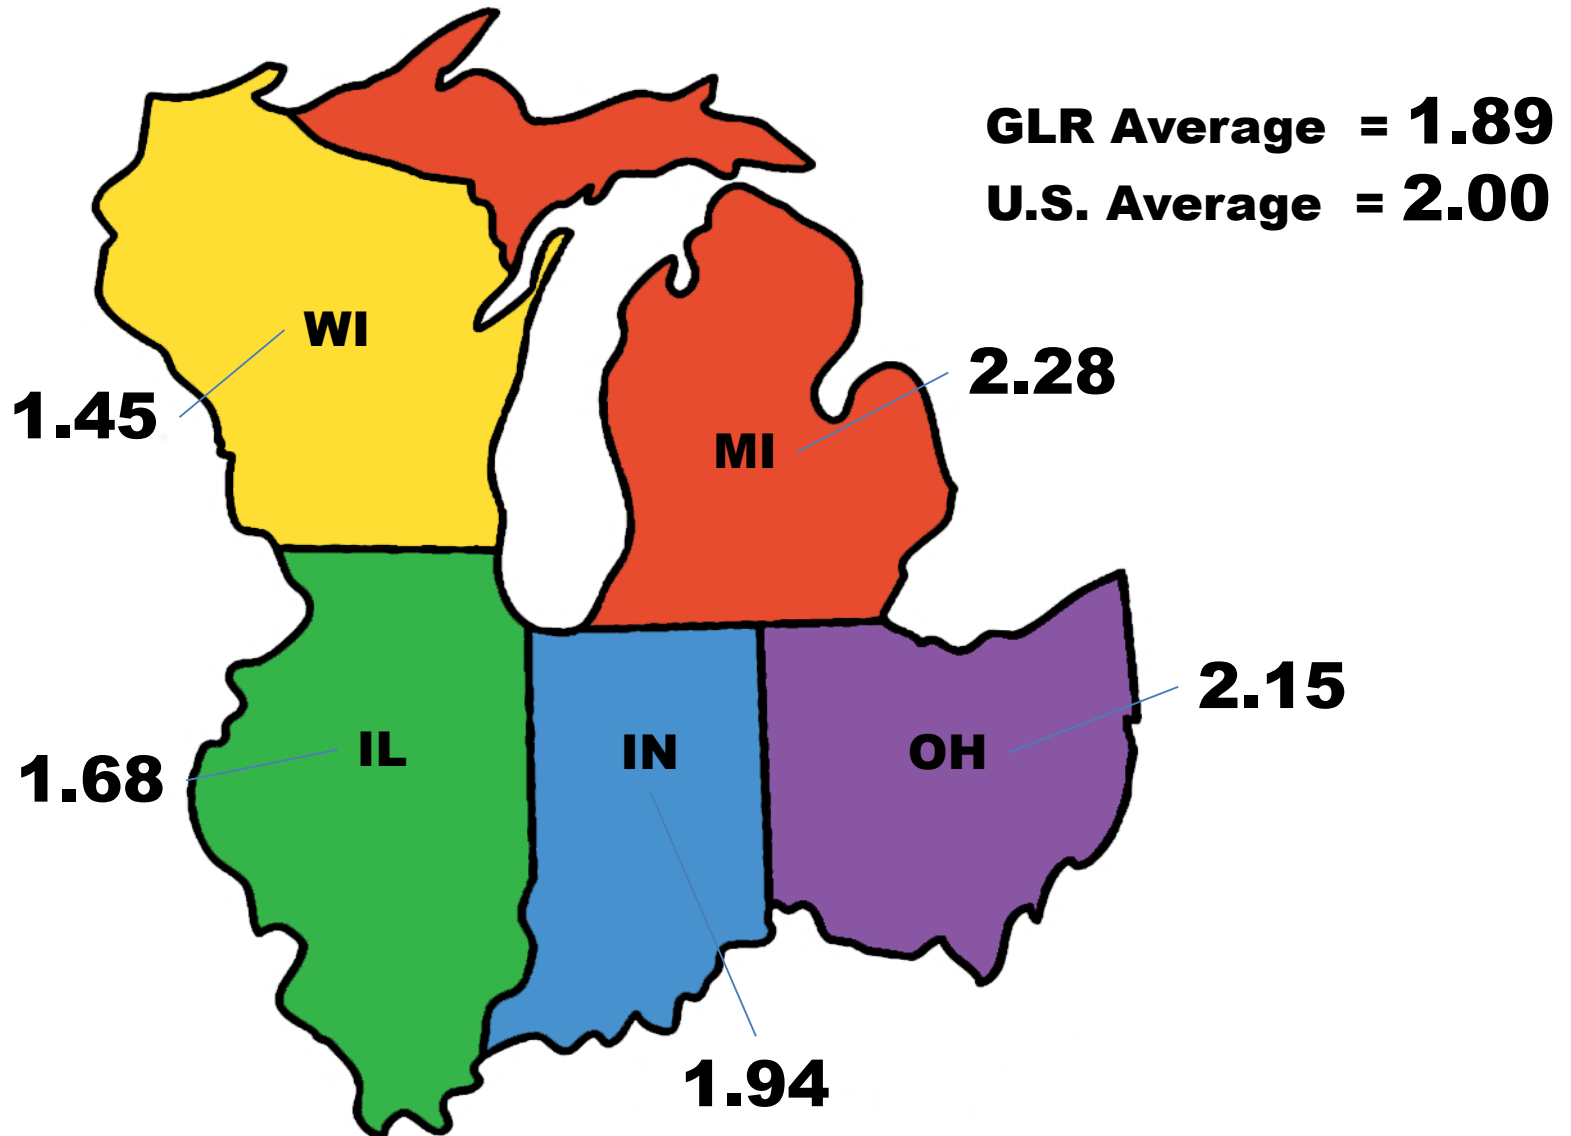 GLR Average = 1.89
U.S. Average = 2.00
WI
1.45
MI
2.28
IL
1.68
IN
1.94
OH
2.15